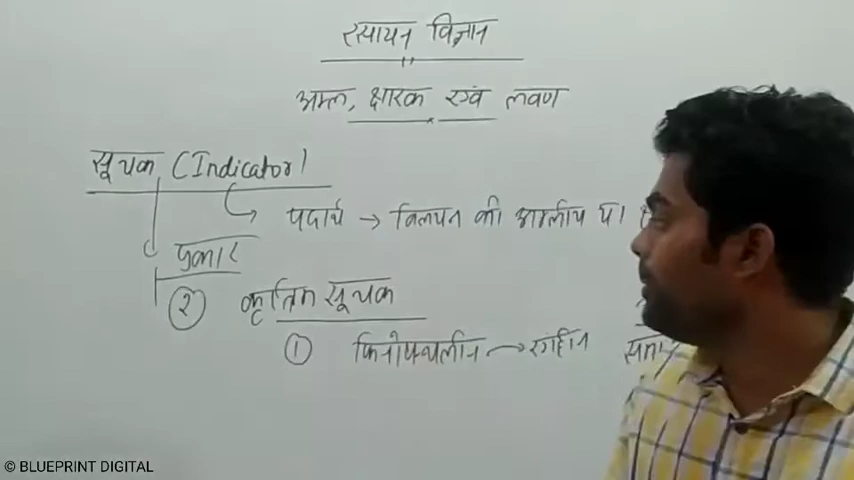 रसायन विज्ञान
अम्ल, क्षारक एवं लवण
सूचक (Indicator)
पदार्थ → विलयन की अम्लीय या
प्रकार
२ कृत्रिम सूचक
① फिनोफ्थलीन → रंगहीन
© BLUEPRINT DIGITAL